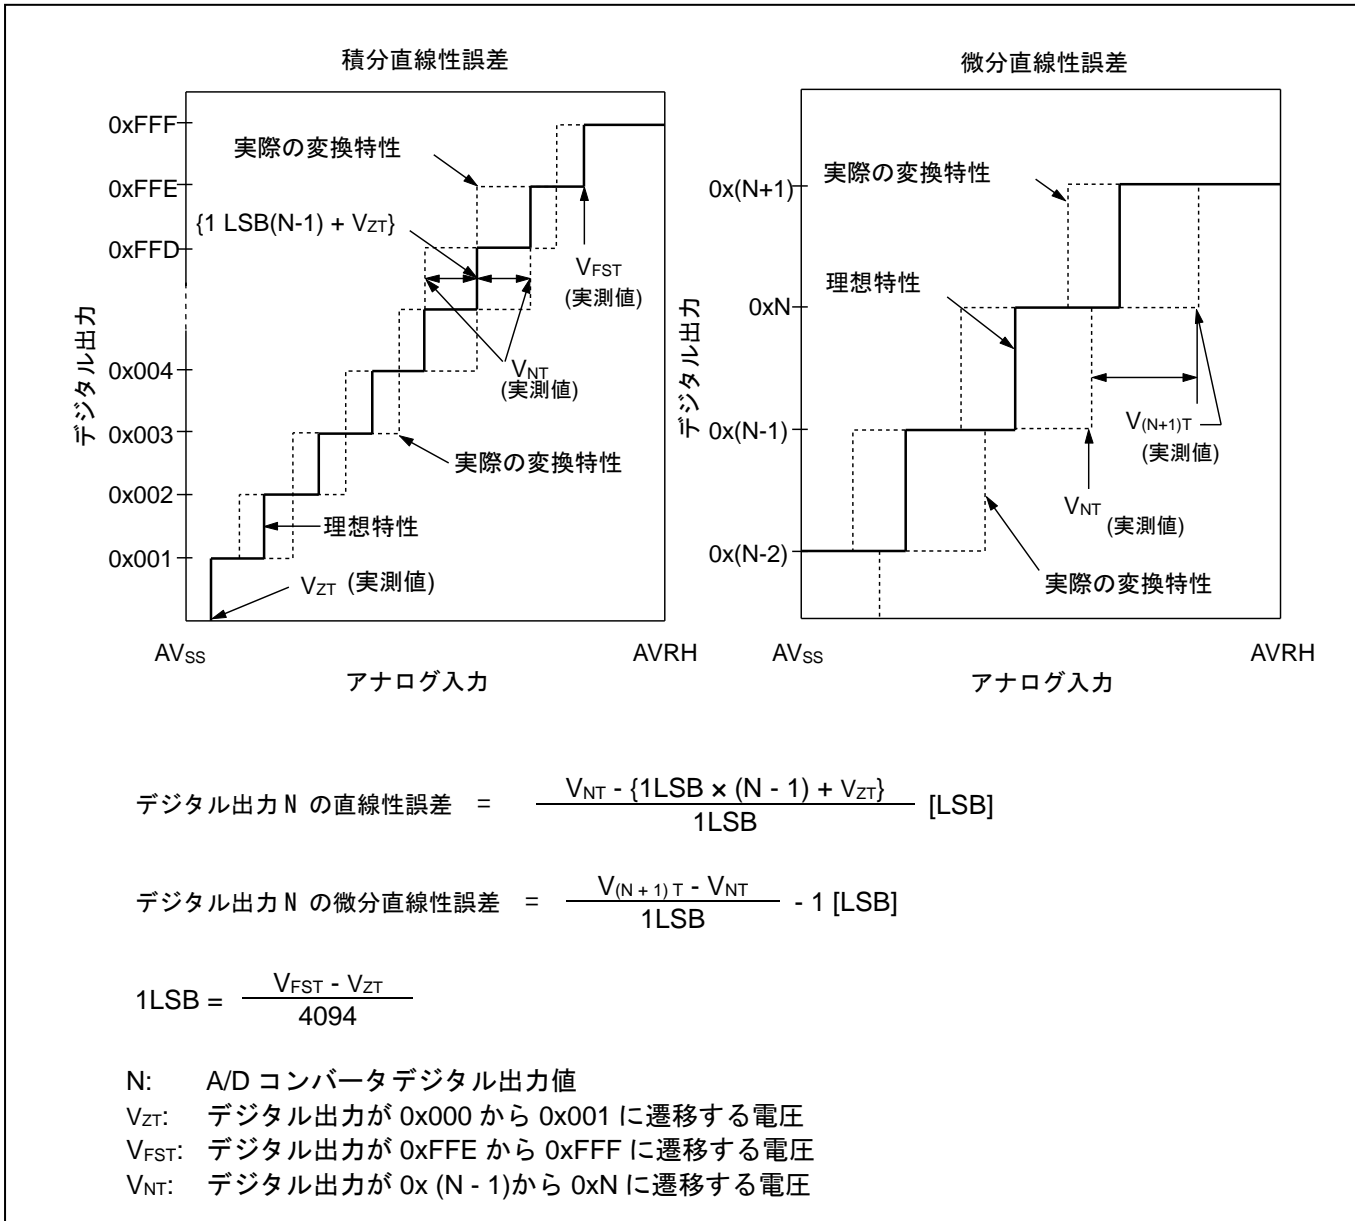 積分直線性誤差
0xFFF
0xFFE
0xFFD
0x004
0x003
0x002
0x001
デジタル出力
実際の変換特性
{1 LSB(N-1) + VZT}
VFST
(実測値)
VNT
(実測値)
実際の変換特性
理想特性
VZT (実測値)
AVSS
AVRH
アナログ入力
微分直線性誤差
0x(N+1)
0xN
0x(N-1)
0x(N-2)
デジタル出力
実際の変換特性
理想特性
V(N+1)T
(実測値)
VNT
(実測値)
実際の変換特性
AVSS
AVRH
アナログ入力
デジタル出力 N の直線性誤差 = VNT - {1LSB × (N - 1) + VZT}
1LSB
[LSB]
デジタル出力 N の微分直線性誤差 = V(N + 1) T - VNT
1LSB
- 1 [LSB]
1LSB = VFST - VZT
4094
N: A/D コンバータデジタル出力値
VZT: デジタル出力が 0x000 から 0x001 に遷移する電圧
VFST: デジタル出力が 0xFFE から 0xFFF に遷移する電圧
VNT: デジタル出力が 0x (N - 1)から 0xN に遷移する電圧